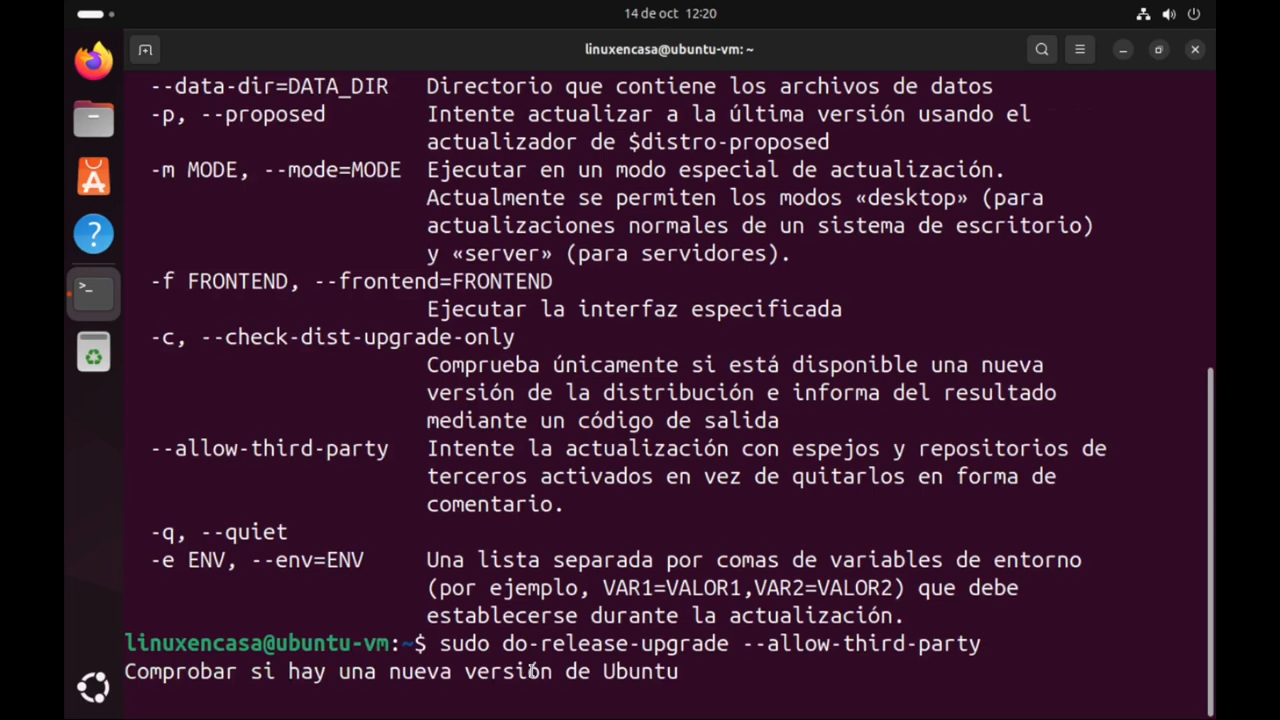 14 de oct 12:20
linuxencasa@ubuntu-vm: ~
--data-dir=DATA_DIR Directorio que contiene los archivos de datos
-p, --proposed Intente actualizar a la última versión usando el
actualizador de $distro-proposed
-m MODE, --mode=MODE Ejecutar en un modo especial de actualización.
Actualmente se permiten los modos «desktop» (para
actualizaciones normales de un sistema de escritorio)
y «server» (para servidores).
-f FRONTEND, --frontend=FRONTEND
Ejecutar la interfaz especificada
-c, --check-dist-upgrade-only
Comprueba únicamente si está disponible una nueva
versión de la distribución e informa del resultado
mediante un código de salida
--allow-third-party Intente la actualización con espejos y repositorios de
terceros activados en vez de quitarlos en forma de
comentario.
-q, --quiet
-e ENV, --env=ENV Una lista separada por comas de variables de entorno
(por ejemplo, VAR1=VALOR1,VAR2=VALOR2) que debe
establecerse durante la actualización.
linuxencasa@ubuntu-vm:~$ sudo do-release-upgrade --allow-third-party
Comprobar si hay una nueva versión de Ubuntu